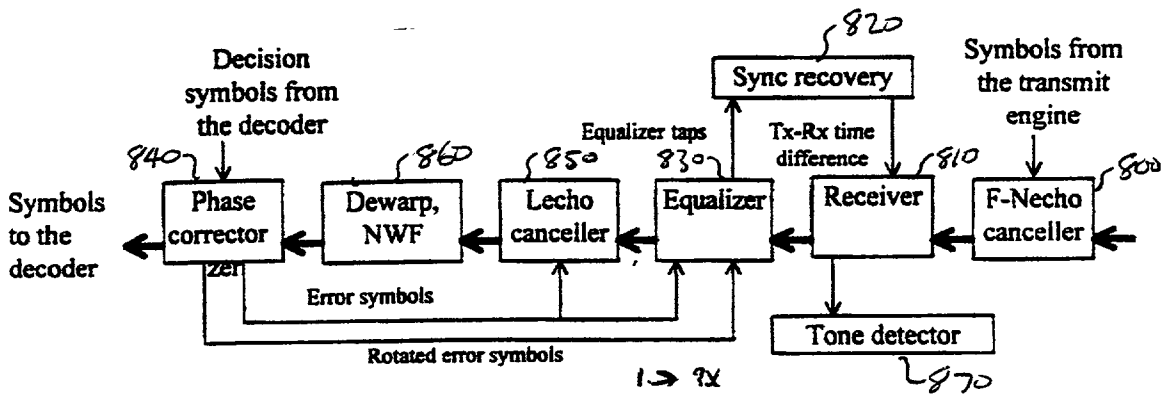 820
Decision
symbols from
the decoder
Symbols from
the transmit
engine
Sync recovery
Equalizer taps
Tx-Rx time
difference
840
860
850
830
810
800
Symbols
to the
decoder
Phase
corrector
zer
Dewarp,
NWF
Lecho
canceller
Equalizer
Receiver
F-Necho
canceller
Error symbols
Rotated error symbols
Tone detector
870